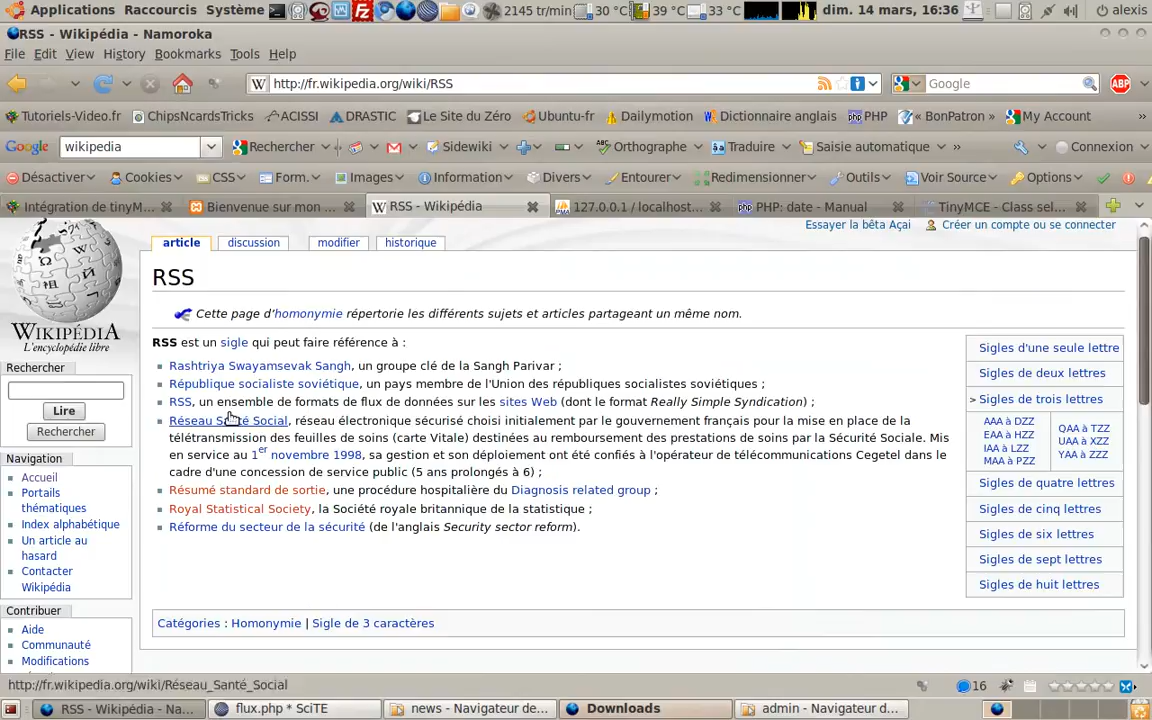 Applications Raccourcis Système 2145 tr/min 30 °C 39 °C 33 °C dim. 14 mars, 16:36 alexis
RSS - Wikipédia - Namoroka
File Edit View History Bookmarks Tools Help
http://fr.wikipedia.org/wiki/RSS Google ABP
Tutoriels-Video.fr ChipsNcardsTricks ACISSI DRASTIC Le Site du Zéro Ubuntu-fr Dailymotion Dictionnaire anglais PHP « BonPatron » My Account »
Google wikipedia Rechercher Sidewiki Orthographe Traduire Saisie automatique » Connexion
Désactiver Cookies CSS Form. Images Information Divers Entourer Redimensionner Outils Voir Source Options
Intégration de tinyM... Bienvenue sur mon ... RSS - Wikipédia 127.0.0.1 / localhost... PHP: date - Manual TinyMCE - Class sel...
Essayer la bêta Açai Créer un compte ou se connecter
article discussion modifier historique
RSS
Cette page d’homonymie répertorie les différents sujets et articles partageant un même nom.
RSS est un sigle qui peut faire référence à :
Rashtriya Swayamsevak Sangh, un groupe clé de la Sangh Parivar ;
République socialiste soviétique, un pays membre de l'Union des républiques socialistes soviétiques ;
RSS, un ensemble de formats de flux de données sur les sites Web (dont le format Really Simple Syndication) ;
Réseau Santé Social, réseau électronique sécurisé choisi initialement par le gouvernement français pour la mise en place de la
télétransmission des feuilles de soins (carte Vitale) destinées au remboursement des prestations de soins par la Sécurité Sociale. Mis
en service au 1er novembre 1998, sa gestion et son déploiement ont été confiés à l'opérateur de télécommunications Cegetel dans le
cadre d'une concession de service public (5 ans prolongés à 6) ;
Résumé standard de sortie, une procédure hospitalière du Diagnosis related group ;
Royal Statistical Society, la Société royale britannique de la statistique ;
Réforme du secteur de la sécurité (de l'anglais Security sector reform).
Sigles d'une seule lettre
Sigles de deux lettres
> Sigles de trois lettres
AAA à DZZ
EAA à HZZ
IAA à LZZ
MAA à PZZ
QAA à TZZ
UAA à XZZ
YAA à ZZZ
Sigles de quatre lettres
Sigles de cinq lettres
Sigles de six lettres
Sigles de sept lettres
Sigles de huit lettres
Catégories : Homonymie | Sigle de 3 caractères
WIKIPÉDIA
L'encyclopédie libre
Rechercher
Lire
Rechercher
Navigation
Accueil
Portails
thématiques
Index alphabétique
Un article au
hasard
Contacter
Wikipédia
Contribuer
Aide
Communauté
Modifications
http://fr.wikipedia.org/wiki/Réseau_Santé_Social 16
RSS - Wikipédia - Na... flux.php * SciTE news - Navigateur de... Downloads admin - Navigateur d...